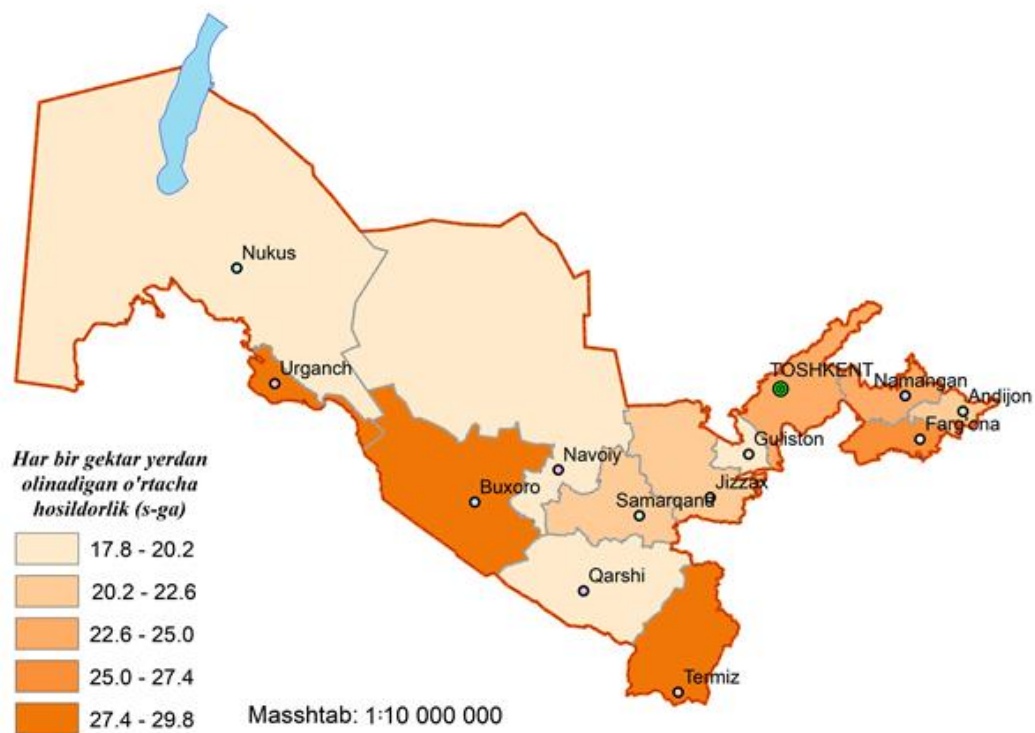 Nukus
Urganch
TOSHKENT
Namangan
Andijon
Farg'ona
Guliston
Navoiy
Jizzax
Buxoro
Samarqand
Qarshi
Termiz
Har bir gektar yerdan
olinadigan o'rtacha
hosildorlik (s-ga)
17.8 - 20.2
20.2 - 22.6
22.6 - 25.0
25.0 - 27.4
27.4 - 29.8
Masshtab: 1:10 000 000